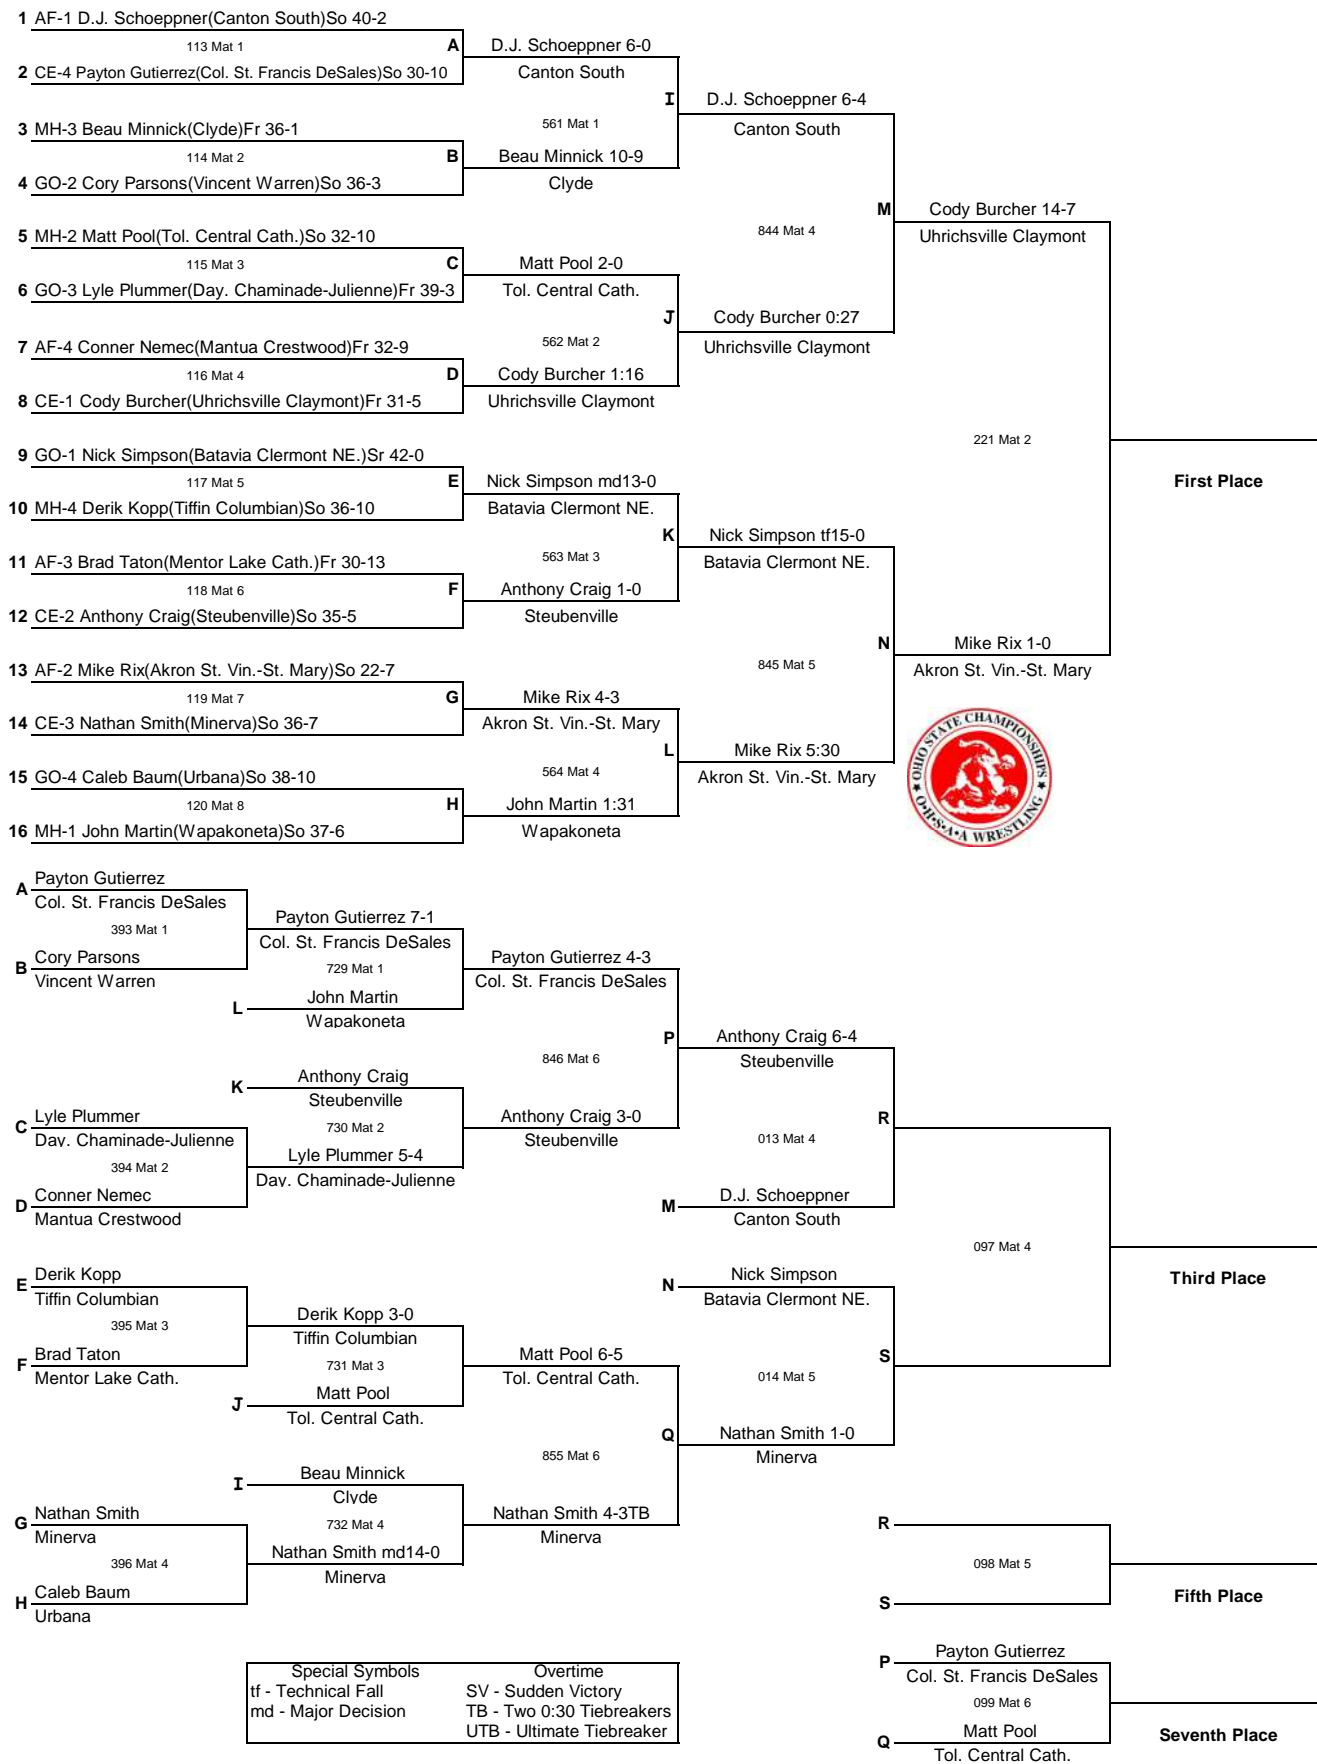 1 AF-1 D.J. Schoeppner(Canton South)So 40-2
113 Mat 1
A
2 CE-4 Payton Gutierrez(Col. St. Francis DeSales)So 30-10
D.J. Schoeppner 6-0
Canton South
3 MH-3 Beau Minnick(Clyde)Fr 36-1
114 Mat 2
B
4 GO-2 Cory Parsons(Vincent Warren)So 36-3
561 Mat 1
I
Beau Minnick 10-9
Clyde
D.J. Schoeppner 6-4
Canton South
5 MH-2 Matt Pool(Tol. Central Cath.)So 32-10
115 Mat 3
C
6 GO-3 Lyle Plummer(Day. Chaminade-Julienne)Fr 39-3
Matt Pool 2-0
Tol. Central Cath.
7 AF-4 Conner Nemec(Mantua Crestwood)Fr 32-9
116 Mat 4
D
8 CE-1 Cody Burcher(Uhrichsville Claymont)Fr 31-5
562 Mat 2
J
Cody Burcher 1:16
Uhrichsville Claymont
Cody Burcher 0:27
Uhrichsville Claymont
844 Mat 4
M
Cody Burcher 14-7
Uhrichsville Claymont
9 GO-1 Nick Simpson(Batavia Clermont NE.)Sr 42-0
117 Mat 5
E
10 MH-4 Derik Kopp(Tiffin Columbian)So 36-10
Nick Simpson md13-0
Batavia Clermont NE.
11 AF-3 Brad Taton(Mentor Lake Cath.)Fr 30-13
118 Mat 6
F
12 CE-2 Anthony Craig(Steubenville)So 35-5
563 Mat 3
K
Anthony Craig 1-0
Steubenville
Nick Simpson tf15-0
Batavia Clermont NE.
13 AF-2 Mike Rix(Akron St. Vin.-St. Mary)So 22-7
119 Mat 7
G
14 CE-3 Nathan Smith(Minerva)So 36-7
Mike Rix 4-3
Akron St. Vin.-St. Mary
15 GO-4 Caleb Baum(Urbana)So 38-10
120 Mat 8
H
16 MH-1 John Martin(Wapakoneta)So 37-6
564 Mat 4
L
John Martin 1:31
Wapakoneta
Mike Rix 5:30
Akron St. Vin.-St. Mary
845 Mat 5
N
Mike Rix 1-0
Akron St. Vin.-St. Mary
221 Mat 2
First Place
OHIO STATE CHAMPIONSHIPS
O·H·S·A·A WRESTLING
A Payton Gutierrez
Col. St. Francis DeSales
393 Mat 1
B Cory Parsons
Vincent Warren
Payton Gutierrez 7-1
Col. St. Francis DeSales
729 Mat 1
L John Martin
Wapakoneta
Payton Gutierrez 4-3
Col. St. Francis DeSales
846 Mat 6
P
K Anthony Craig
Steubenville
730 Mat 2
C Lyle Plummer
Day. Chaminade-Julienne
394 Mat 2
D Conner Nemec
Mantua Crestwood
Lyle Plummer 5-4
Day. Chaminade-Julienne
Anthony Craig 3-0
Steubenville
Anthony Craig 6-4
Steubenville
013 Mat 4
R
M D.J. Schoeppner
Canton South
E Derik Kopp
Tiffin Columbian
395 Mat 3
F Brad Taton
Mentor Lake Cath.
Derik Kopp 3-0
Tiffin Columbian
731 Mat 3
J Matt Pool
Tol. Central Cath.
Matt Pool 6-5
Tol. Central Cath.
855 Mat 6
Q
I Beau Minnick
Clyde
732 Mat 4
G Nathan Smith
Minerva
396 Mat 4
H Caleb Baum
Urbana
Nathan Smith md14-0
Minerva
Nathan Smith 4-3TB
Minerva
N Nick Simpson
Batavia Clermont NE.
014 Mat 5
S
Nathan Smith 1-0
Minerva
097 Mat 4
Third Place
R
098 Mat 5
S
Fifth Place
P Payton Gutierrez
Col. St. Francis DeSales
099 Mat 6
Q Matt Pool
Tol. Central Cath.
Seventh Place
Special Symbols
tf - Technical Fall
md - Major Decision
Overtime
SV - Sudden Victory
TB - Two 0:30 Tiebreakers
UTB - Ultimate Tiebreaker